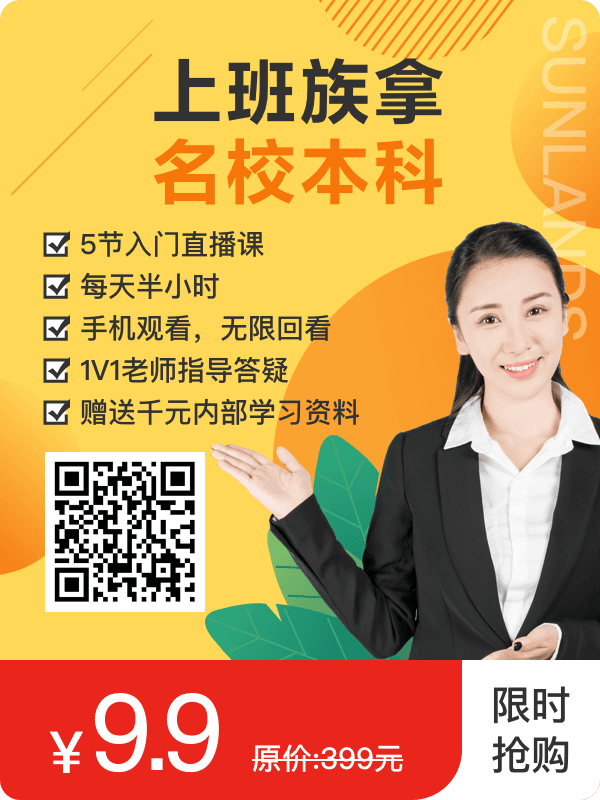 SUNLANDS
上班族拿
名校本科
5节入门直播课
每天半小时
手机观看，无限回看
1V1老师指导答疑
赠送千元内部学习资料
￥9.9
原价:399元
限时
抢购